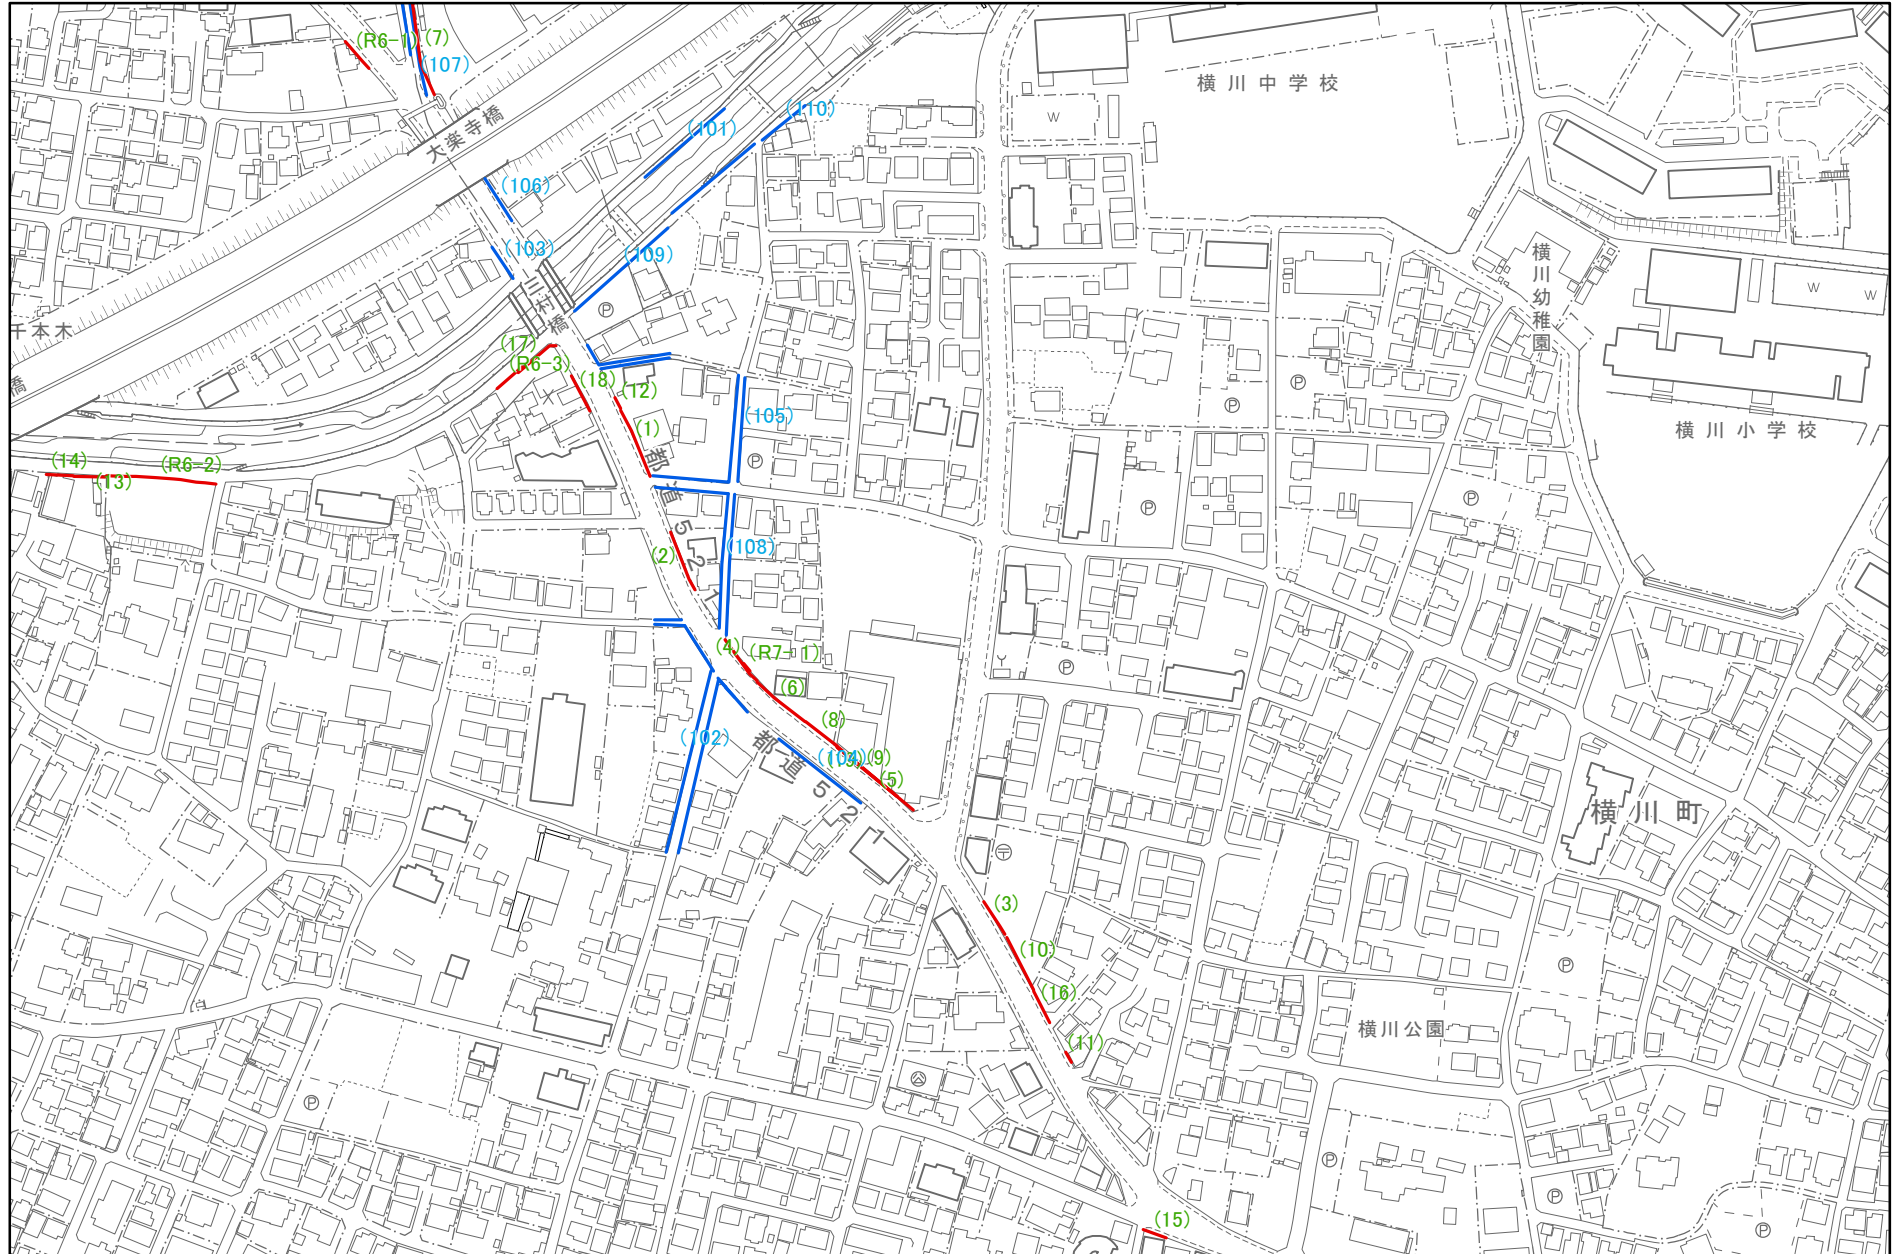 (R6-1)
(7)
(107)
大楽寺橋
(101)
(110)
横川中学校
W
(106)
(103)
(109)
三村橋
P
横川幼稚園
W
W
千本木
橋
(17)
(R6-3)
(18)
(12)
(1)
(105)
P
P
P
横川小学校
(14)
(13)
(R6-2)
都道521
P
P
(2)
(108)
(4)
(R7-1)
P
(6)
(8)
(102)
(104)
(9)
(5)
都道521
横川町
〒
(3)
(10)
P
(16)
横川公園
(11)
公
P
P
P
(15)
P